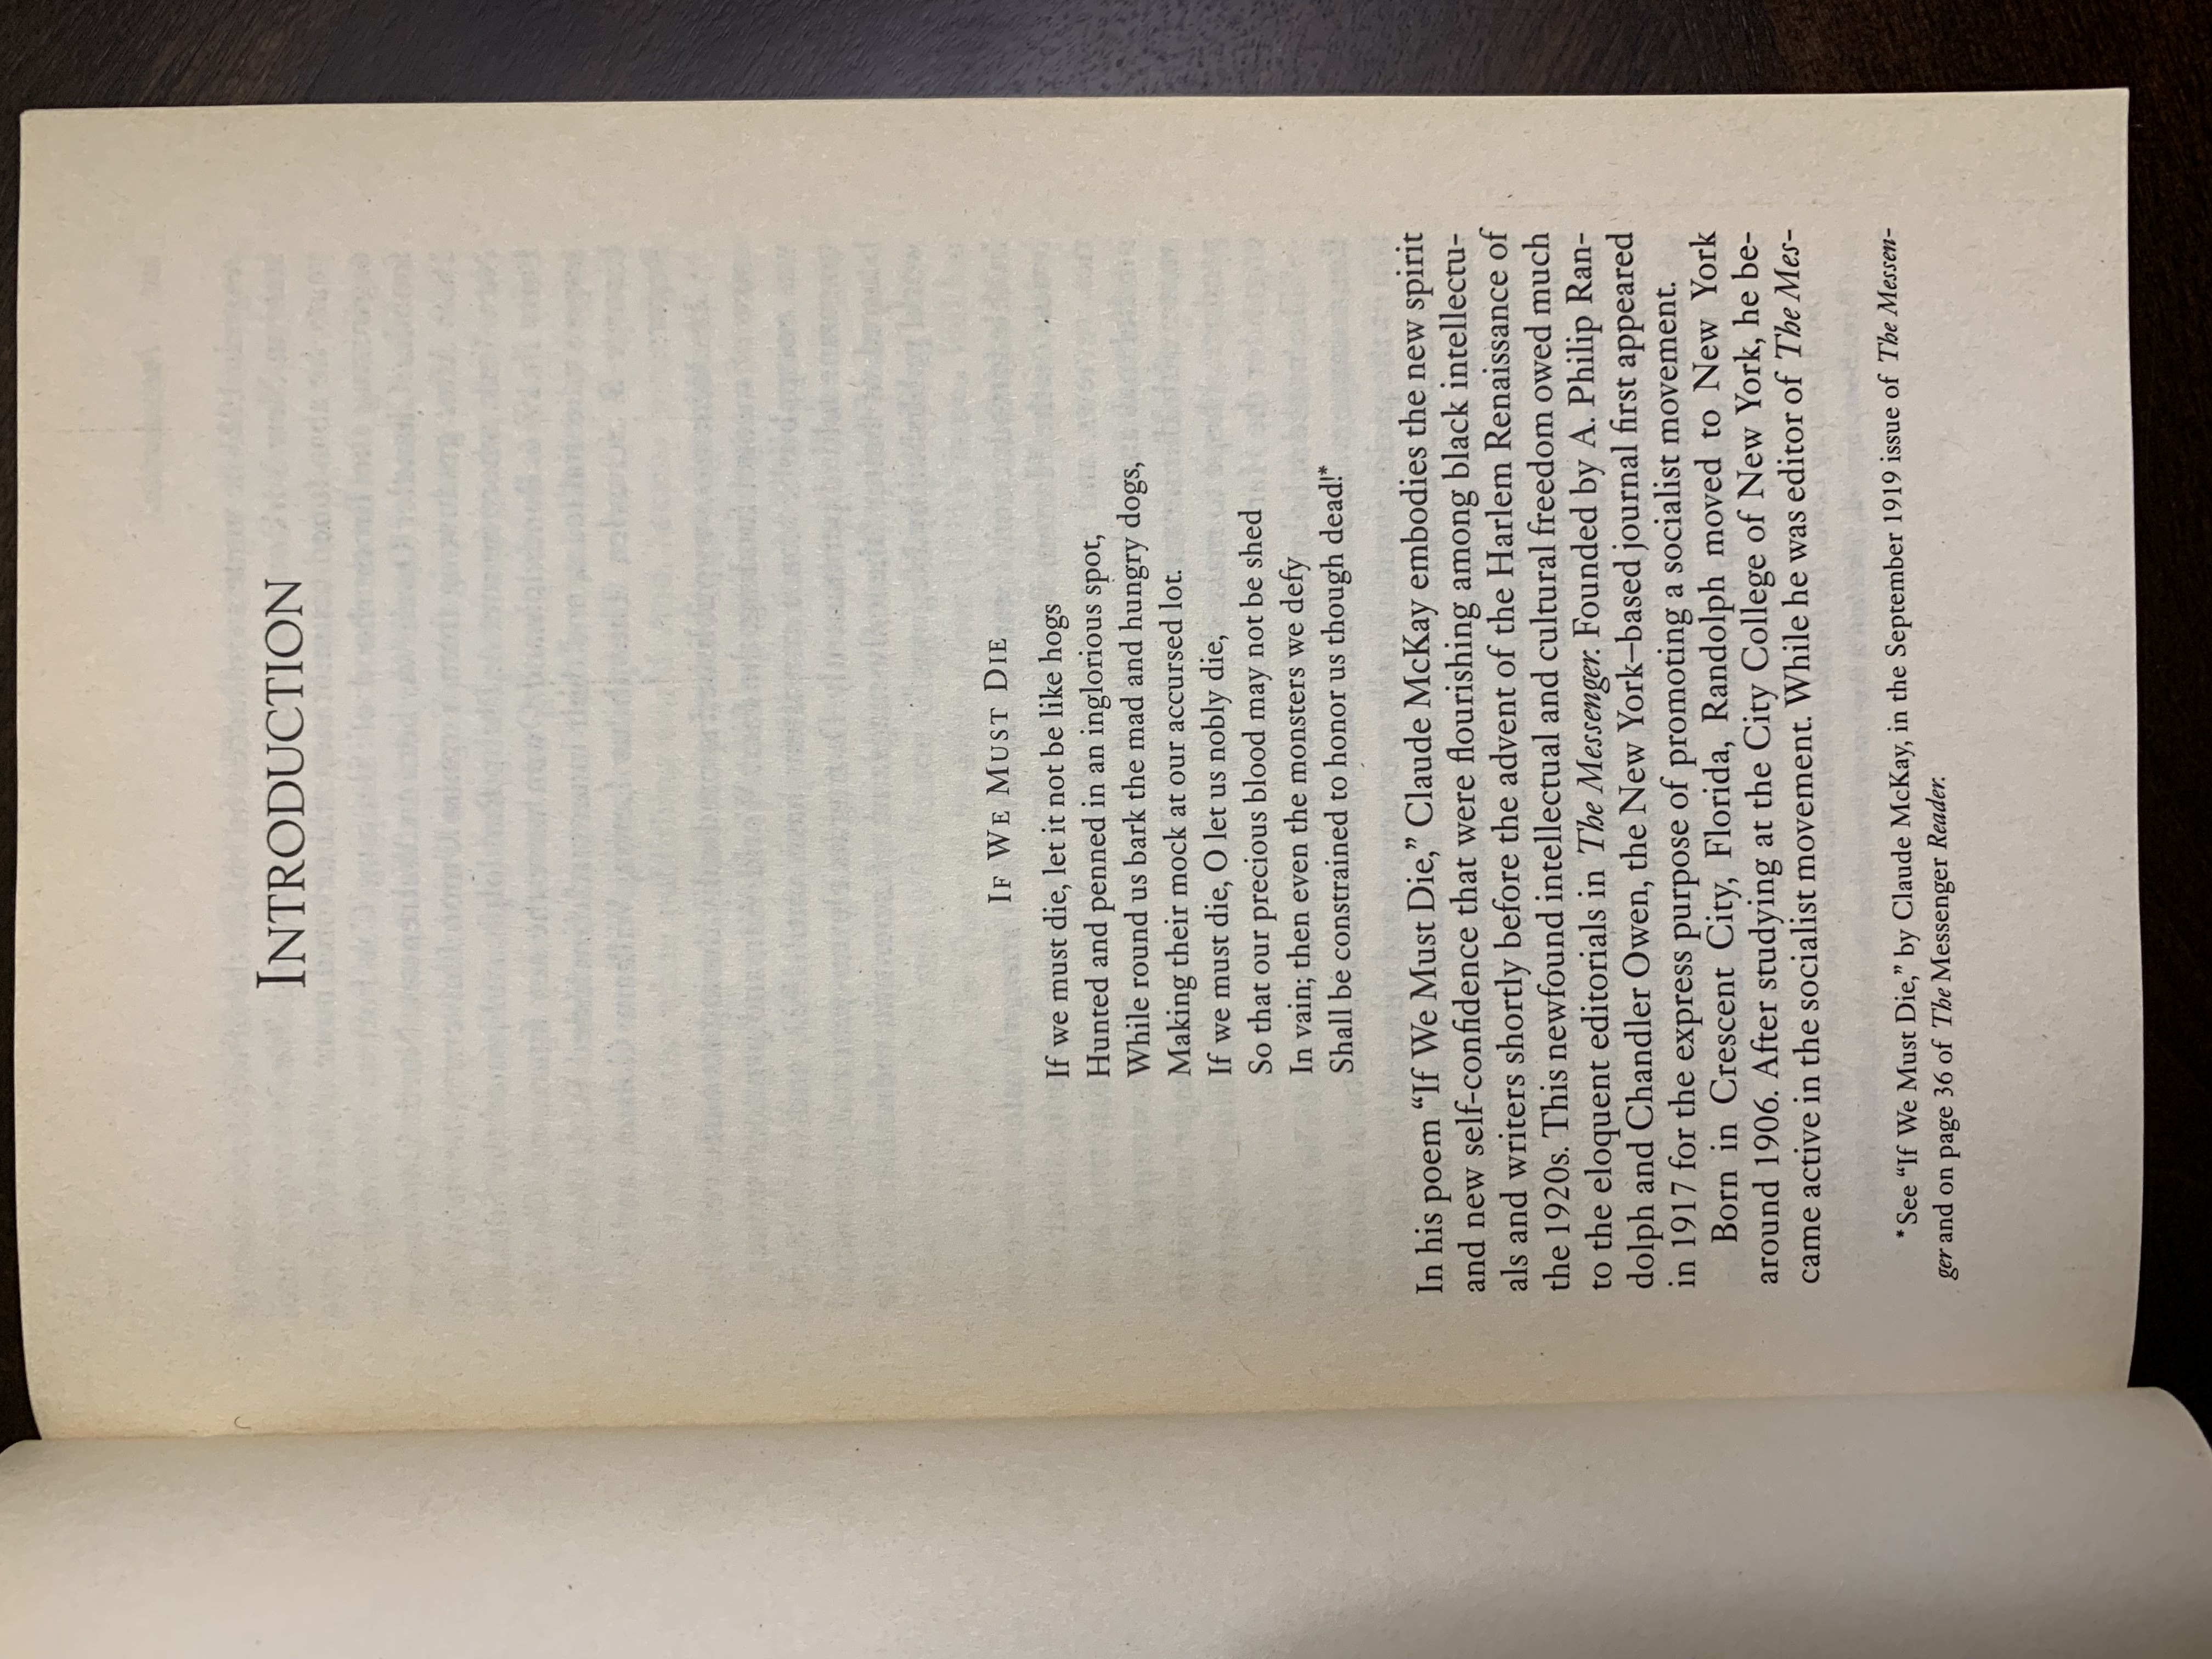 INTRODUCTION
IF WE MUST DIE
If we must die, let it not be like hogs
Hunted and penned in an inglorious spot,
While round us bark the mad and hungry dogs,
Making their mock at our accursed lot.
If we must die, O let us nobly die,
So that our precious blood may not be shed
In vain; then even the monsters we defy
Shall be constrained to honor us though dead!*
In his poem “If We Must Die,” Claude McKay embodies the new spirit
and new self-confidence that were flourishing among black intellectu-
als and writers shortly before the advent of the Harlem Renaissance of
the 1920s. This newfound intellectual and cultural freedom owed much
to the eloquent editorials in The Messenger. Founded by A. Philip Ran-
dolph and Chandler Owen, the New York–based journal first appeared
in 1917 for the express purpose of promoting a socialist movement.
Born in Crescent City, Florida, Randolph moved to New York
around 1906. After studying at the City College of New York, he be-
came active in the socialist movement. While he was editor of The Mes-
* See “If We Must Die,” by Claude McKay, in the September 1919 issue of The Messen-
ger and on page 36 of The Messenger Reader.